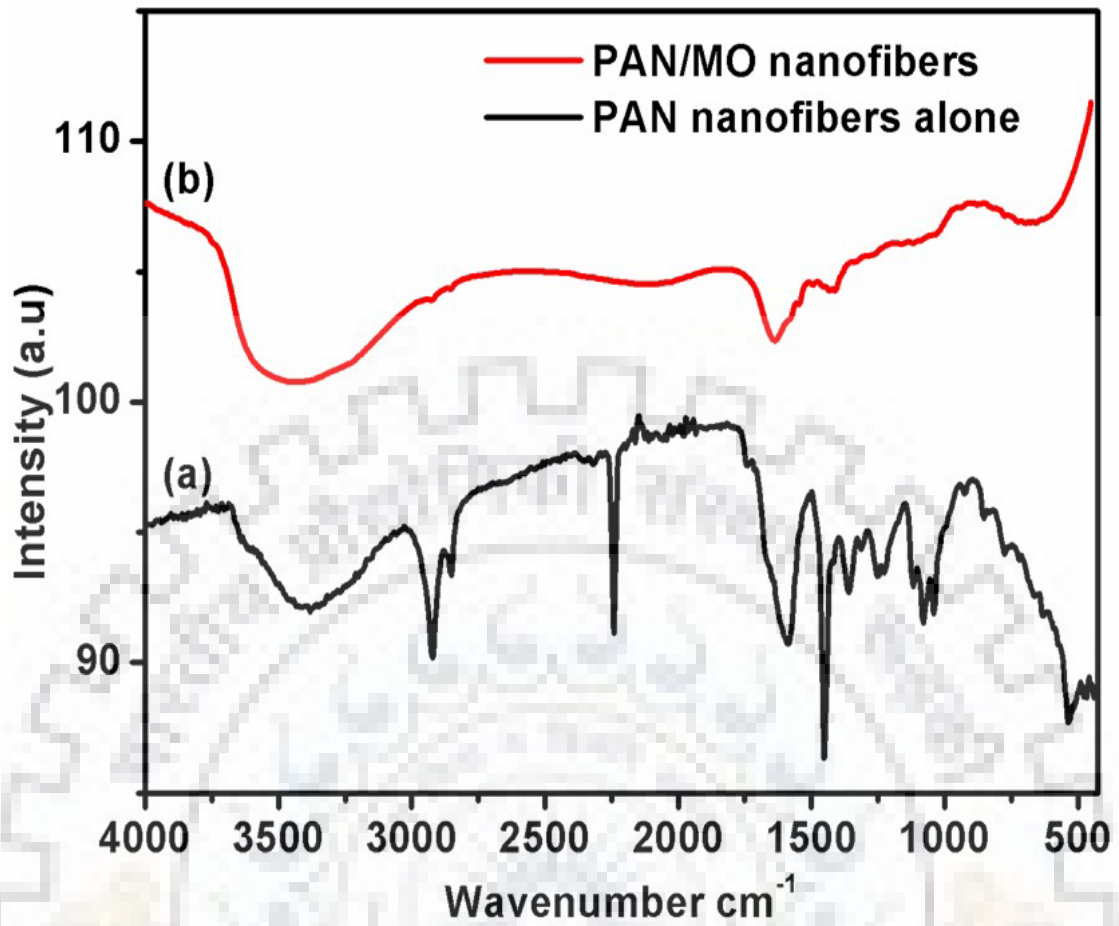 PAN/MO nanofibers
PAN nanofibers alone
110
(b)
100
(a)
90
Intensity (a.u)
4000 3500 3000 2500 2000 1500 1000 500
Wavenumber cm⁻¹